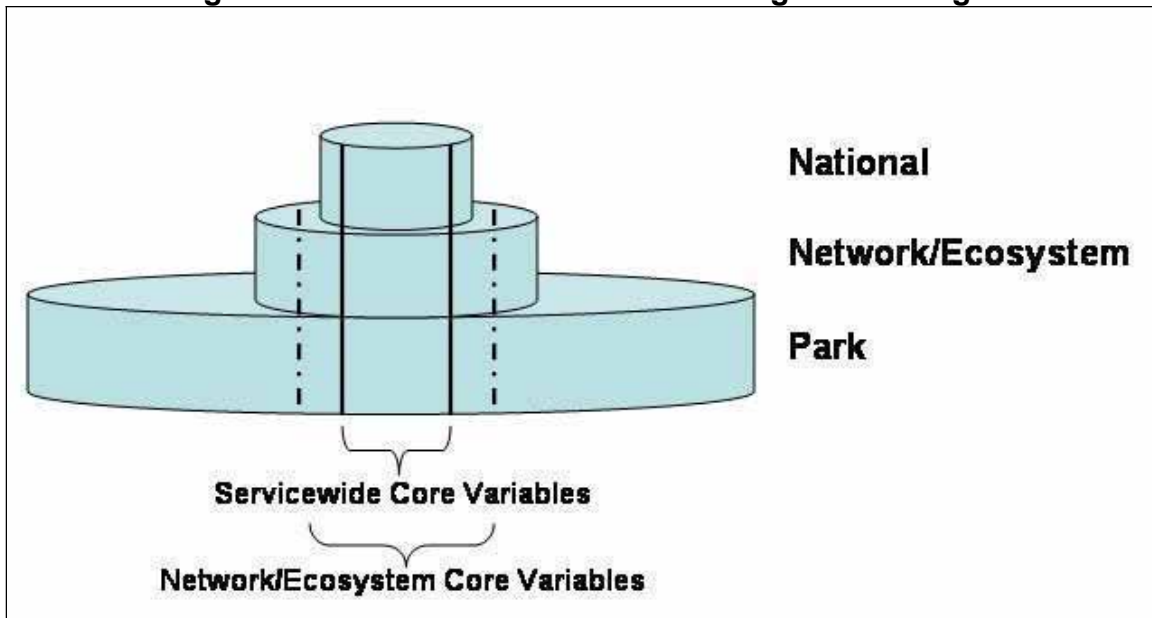 National
Network/Ecosystem
Park
Servicewide Core Variables
Network/Ecosystem Core Variables